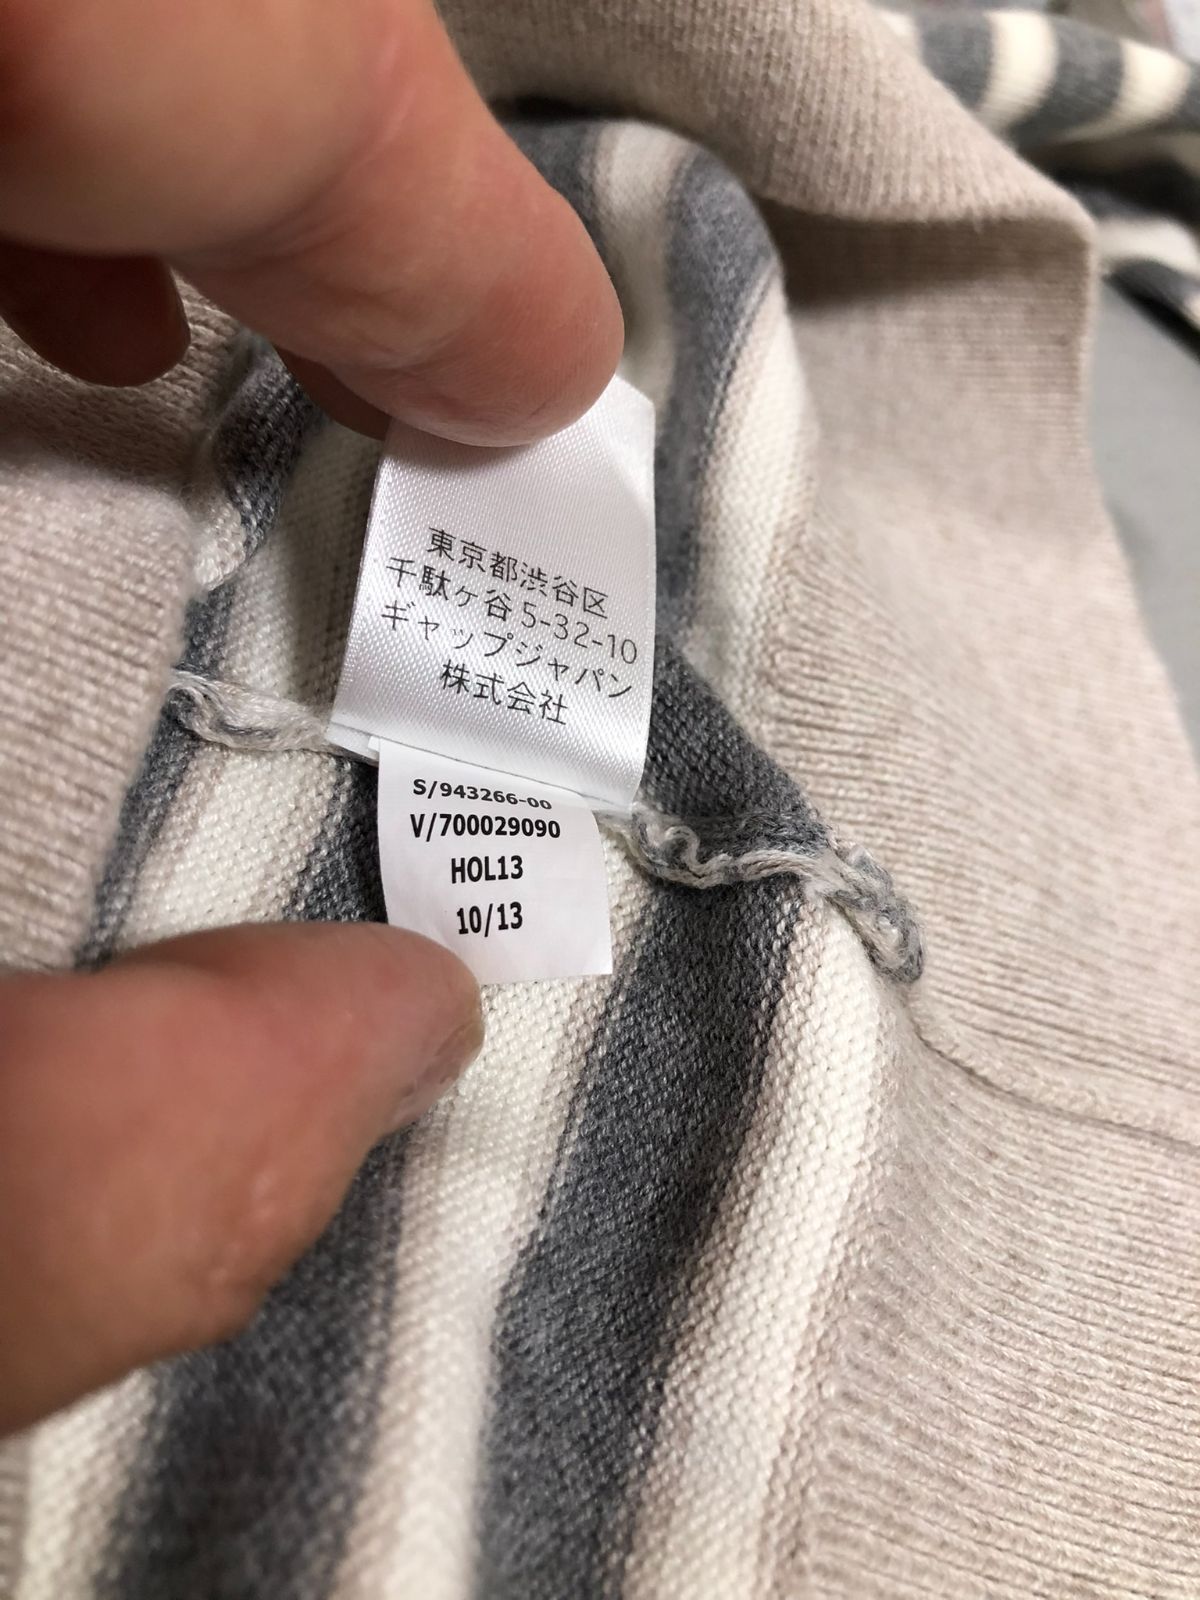 東京都渋谷区
千駄ヶ谷5-32-10
ギャップジャパン
株式会社
S/943266-00
V/700029090
HOL13
10/13